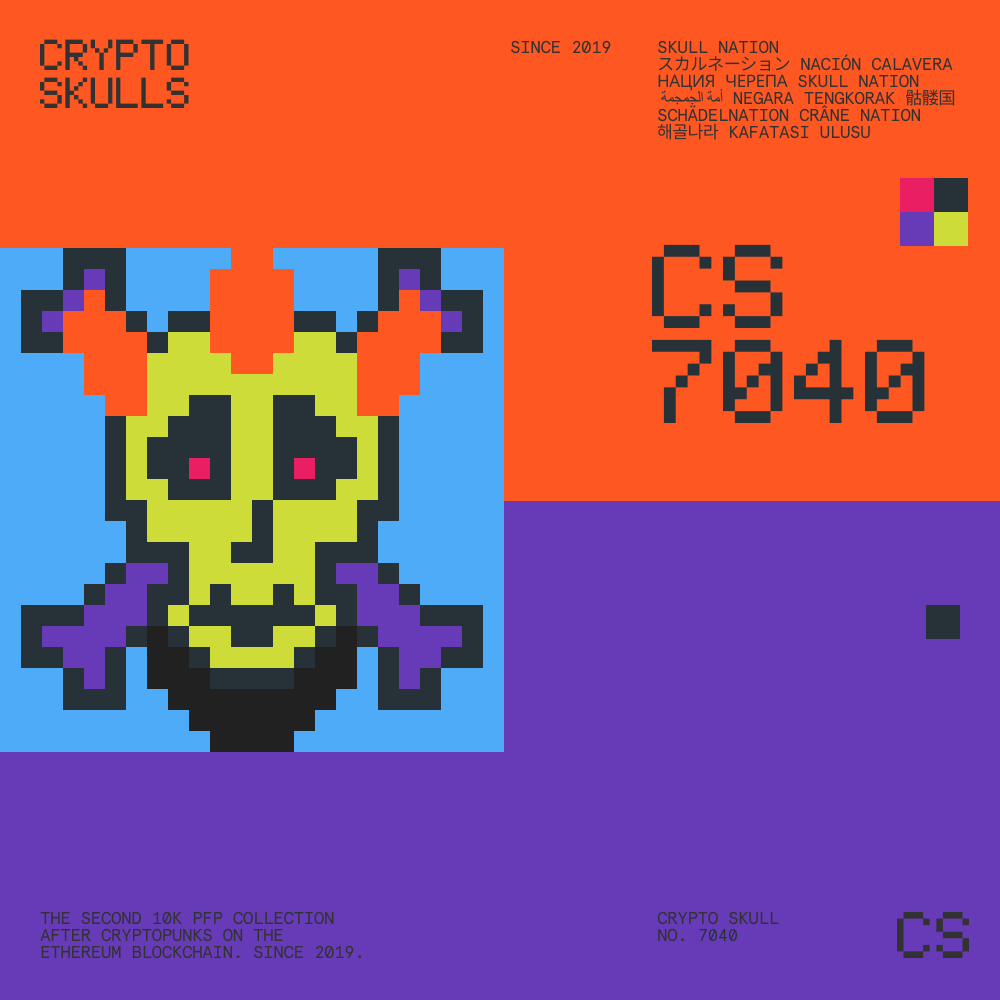 CRYPTO
SKULLS
SINCE 2019
SKULL NATION
スカルネーション NACIÓN CALAVERA
НАЦИЯ ЧЕРЕПА SKULL NATION
أمة الجمجمة NEGARA TENGKORAK 骷髅国
SCHÄDELNATION CRÂNE NATION
해골나라 KAFATASI ULUSU
CS
7040
THE SECOND 10K PFP COLLECTION
AFTER CRYPTOPUNKS ON THE
ETHEREUM BLOCKCHAIN. SINCE 2019.
CRYPTO SKULL
NO. 7040
CS